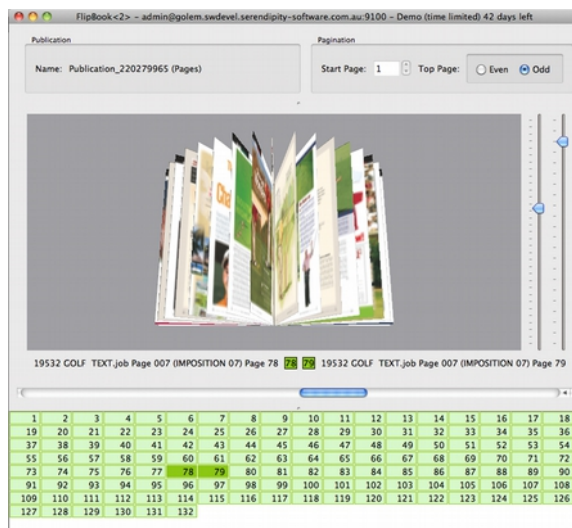 FlipBook<2> - admin@golem.swdevel.serendipity-software.com.au:9100 - Demo (time limited) 42 days left
Publication
Pagination
Name: Publication_220279965 (Pages)
Start Page: 1 Top Page: Even Odd
19532 GOLF TEXT.job Page 007 (IMPOSITION 07) Page 78 78 79 19532 GOLF TEXT.job Page 007 (IMPOSITION 07) Page 79
1 2 3 4 5 6 7 8 9 10 11 12 13 14 15 16 17 18
19 20 21 22 23 24 25 26 27 28 29 30 31 32 33 34 35 36
37 38 39 40 41 42 43 44 45 46 47 48 49 50 51 52 53 54
55 56 57 58 59 60 61 62 63 64 65 66 67 68 69 70 71 72
73 74 75 76 77 78 79 80 81 82 83 84 85 86 87 88 89 90
91 92 93 94 95 96 97 98 99 100 101 102 103 104 105 106 107 108
109 110 111 112 113 114 115 116 117 118 119 120 121 122 123 124 125 126
127 128 129 130 131 132